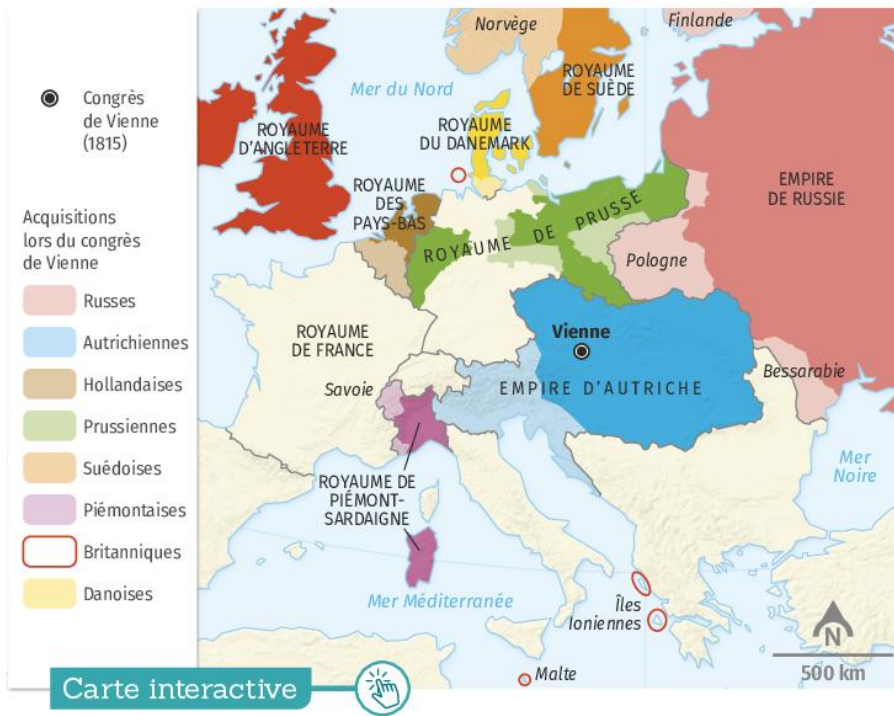 Congrès
de Vienne
(1815)
Acquisitions
lors du congrès
de Vienne
Russes
Autrichiennes
Hollandaises
Prussiennes
Suédoises
Piémontaises
Britanniques
Danoises
Norvège
Finlande
Mer du Nord
ROYAUME
DE SUÈDE
ROYAUME
D'ANGLETERRE
ROYAUME
DU DANEMARK
ROYAUME
DES
PAYS-BAS
ROYAUME DE PRUSSE
EMPIRE
DE RUSSIE
Pologne
ROYAUME
DE FRANCE
Vienne
Savoie
EMPIRE D'AUTRICHE
Bessarabie
Mer
Noire
ROYAUME DE
PIÉMONT-
SARDAIGNE
Mer Méditerranée
Îles
Ioniennes
Malte
N
500 km
Carte interactive